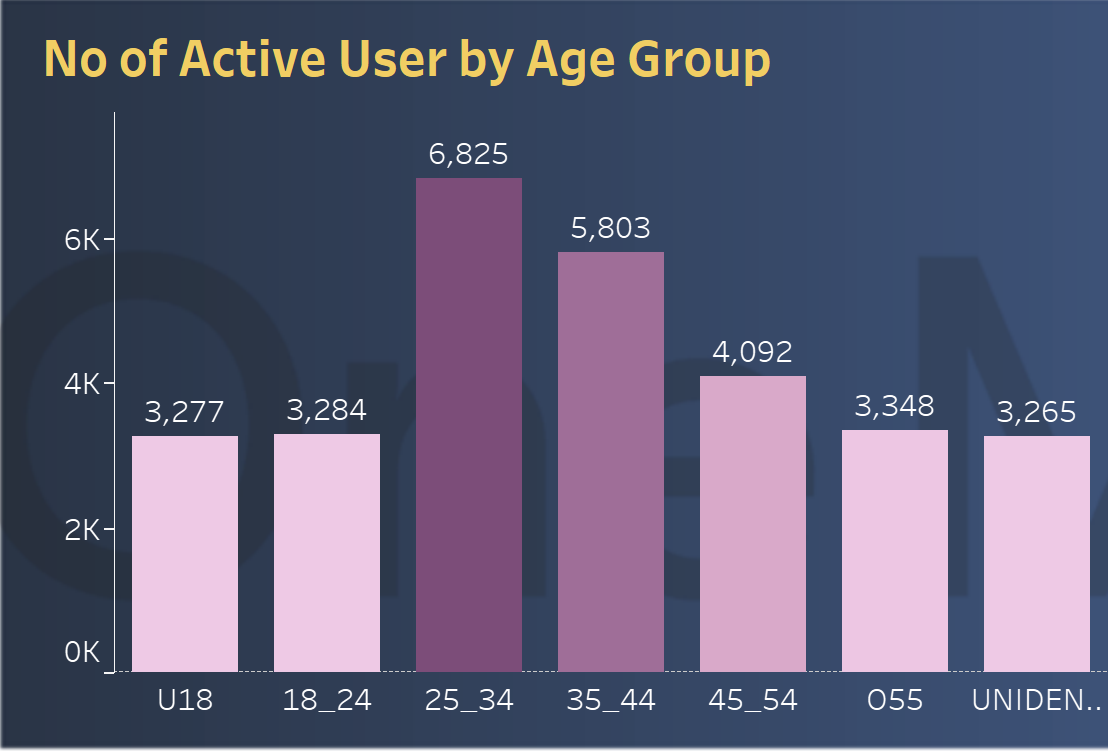 No of Active User by Age Group
6,825
5,803
6K
4,092
4K
3,277
3,284
3,348
3,265
2K
0K
U18 18_24 25_34 35_44 45_54 O55 UNIDEN..
One M